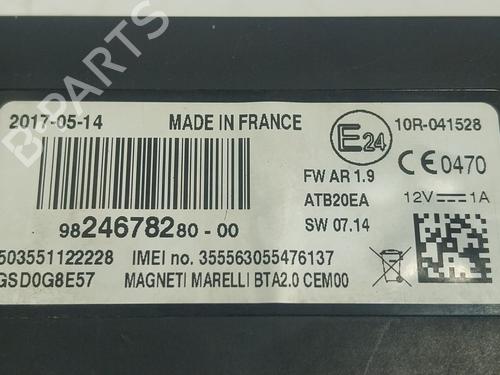 2017-05-14 MADE IN FRANCE E24 10R-041528
FW AR 1.9 CE 0470
ATB20EA 12V 1A
9824678280-00 SW 07.14
503551122228 IMEI no. 355563055476137
GSD0G8E57 MAGNETI MARELLI BTA2.0 CEM00